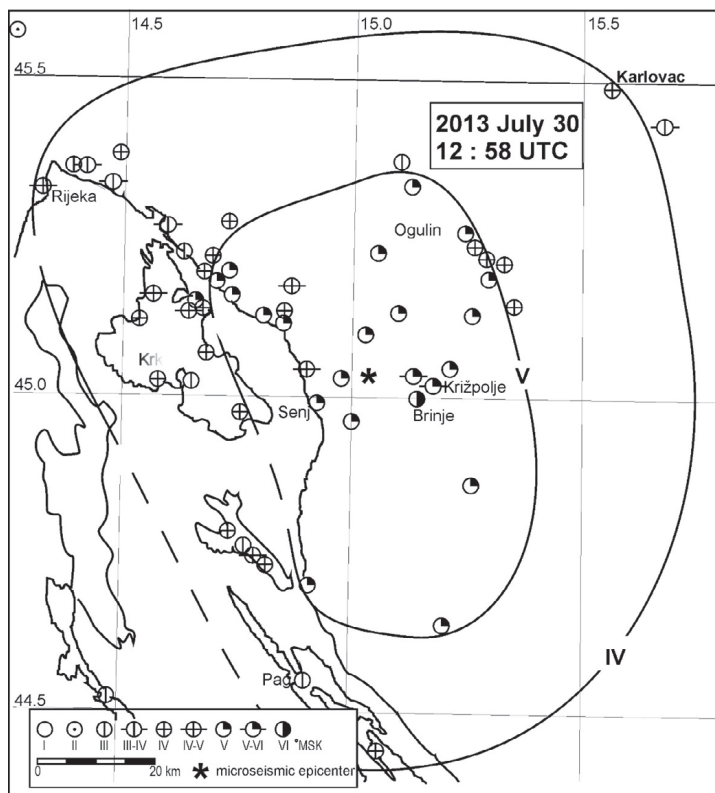 14.5 15.0 15.5
45.5
Karlovac
2013 July 30
12 : 58 UTC
Rijeka
Ogulin
Krk
V
Križpolje
45.0
Brinje
Senj
IV
Pag
44.5
I II III III-IV IV IV-V V V-VI VI °MSK
0 20 km
* microseismic epicenter